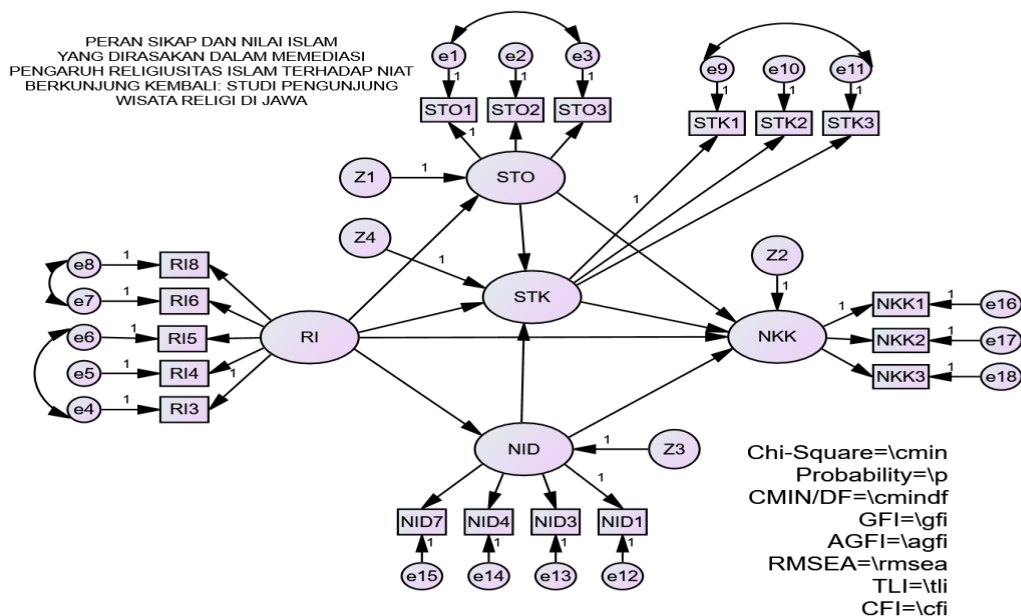 PERAN SIKAP DAN NILAI ISLAM
YANG DIRASAKAN DALAM MEMEDIASI
PENGARUH RELIGIUSITAS ISLAM TERHADAP NIAT
BERKUNJUNG KEMBALI: STUDI PENGUNJUNG
WISATA RELIGI DI JAWA
e1 e2 e3
1 1 1
STO1 STO2 STO3
1
e9 e10 e11
1 1 1
STK1 STK2 STK3
1
Z1 1 STO
Z4 1 STK
Z2
1
e8 1 RI8
e7 1 RI6
e6 1 RI5
e5 1 RI4
e4 1 RI3
1
RI
NKK
1
NKK1 1 e16
NKK2 1 e17
NKK3 1 e18
NID 1 Z3
1
NID7 NID4 NID3 NID1
1 1 1 1
e15 e14 e13 e12
Chi-Square=\cmin
Probability=\p
CMIN/DF=\cmindf
GFI=\gfi
AGFI=\agfi
RMSEA=\rmsea
TLI=\tli
CFI=\cfi